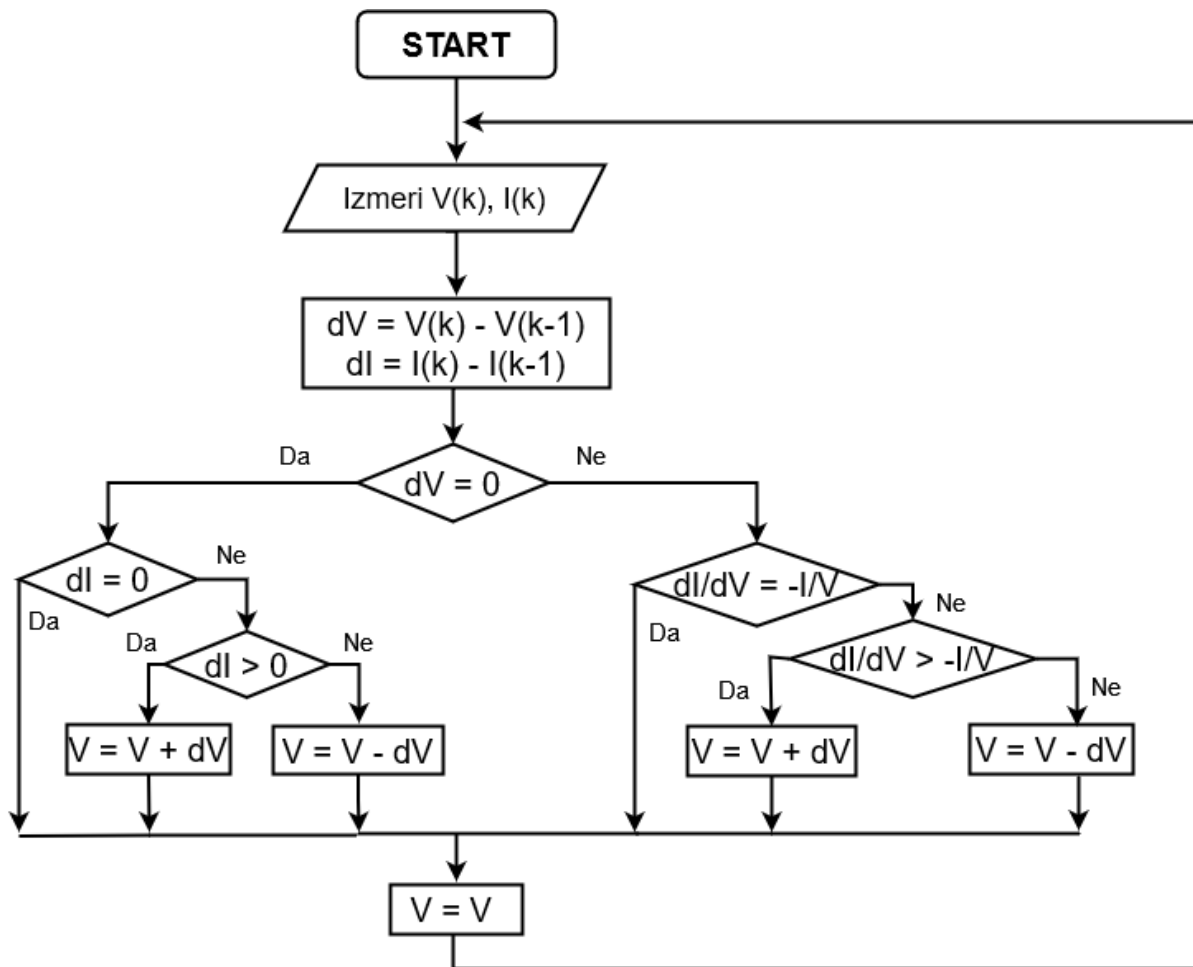 START
Izmeri V(k), I(k)
dV = V(k) - V(k-1)
dI = I(k) - I(k-1)
Da
dV = 0
Ne
dI = 0
Ne
Da
Da
dI > 0
Ne
V = V + dV
V = V - dV
dI/dV = -I/V
Ne
Da
dI/dV > -I/V
Da
Ne
V = V + dV
V = V - dV
V = V